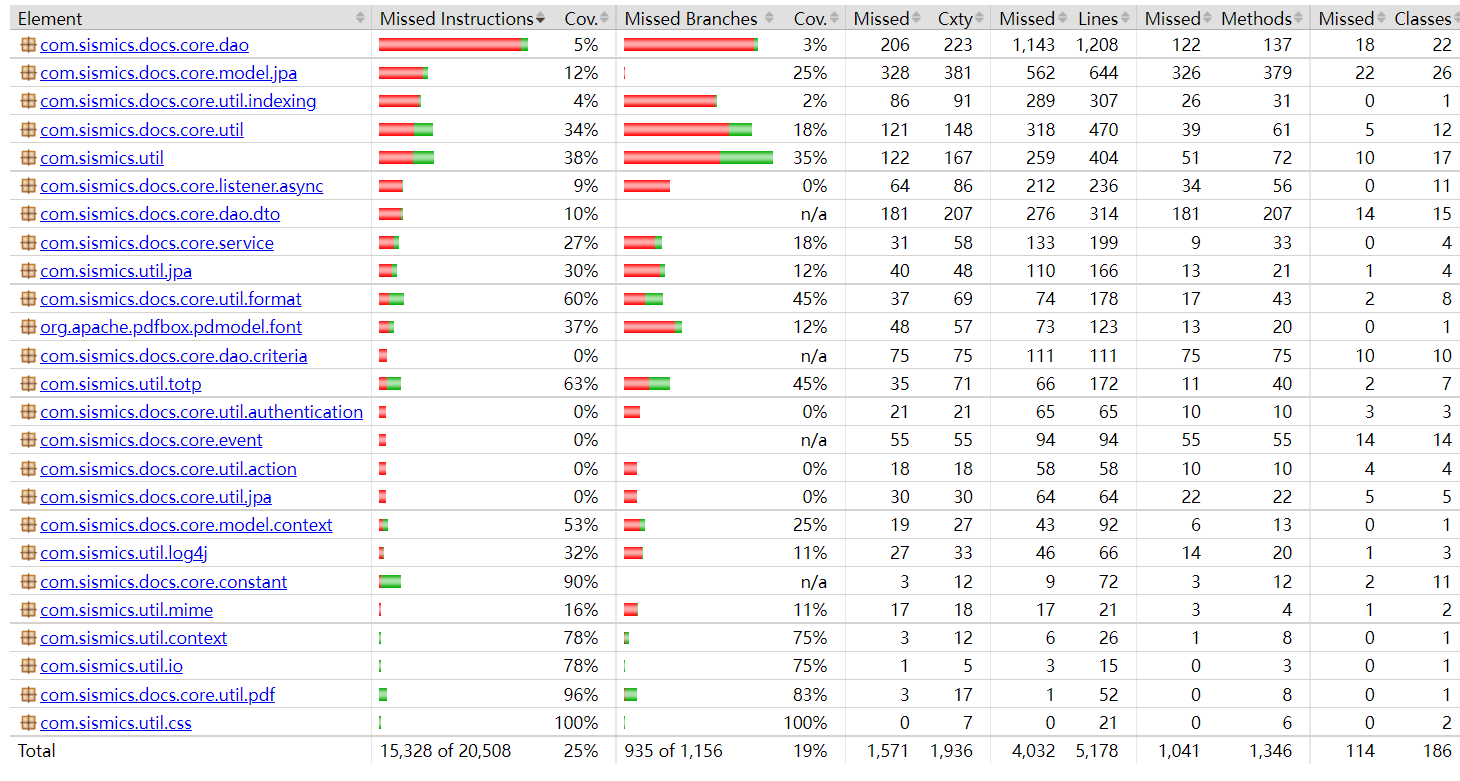 Element Missed Instructions Cov. Missed Branches Cov. Missed Cxty Missed Lines Missed Methods Missed Classes
com.sismics.docs.core.dao 5% 3% 206 223 1,143 1,208 122 137 18 22
com.sismics.docs.core.model.jpa 12% 25% 328 381 562 644 326 379 22 26
com.sismics.docs.core.util.indexing 4% 2% 86 91 289 307 26 31 0 1
com.sismics.docs.core.util 34% 18% 121 148 318 470 39 61 5 12
com.sismics.util 38% 35% 122 167 259 404 51 72 10 17
com.sismics.docs.core.listener.async 9% 0% 64 86 212 236 34 56 0 11
com.sismics.docs.core.dao.dto 10% n/a 181 207 276 314 181 207 14 15
com.sismics.docs.core.service 27% 18% 31 58 133 199 9 33 0 4
com.sismics.util.jpa 30% 12% 40 48 110 166 13 21 1 4
com.sismics.docs.core.util.format 60% 45% 37 69 74 178 17 43 2 8
org.apache.pdfbox.pdmodel.font 37% 12% 48 57 73 123 13 20 0 1
com.sismics.docs.core.dao.criteria 0% n/a 75 75 111 111 75 75 10 10
com.sismics.util.totp 63% 45% 35 71 66 172 11 40 2 7
com.sismics.docs.core.util.authentication 0% 0% 21 21 65 65 10 10 3 3
com.sismics.docs.core.event 0% n/a 55 55 94 94 55 55 14 14
com.sismics.docs.core.util.action 0% 0% 18 18 58 58 10 10 4 4
com.sismics.docs.core.util.jpa 0% 0% 30 30 64 64 22 22 5 5
com.sismics.docs.core.model.context 53% 25% 19 27 43 92 6 13 0 1
com.sismics.util.log4j 32% 11% 27 33 46 66 14 20 1 3
com.sismics.docs.core.constant 90% n/a 3 12 9 72 3 12 2 11
com.sismics.util.mime 16% 11% 17 18 17 21 3 4 1 2
com.sismics.util.context 78% 75% 3 12 6 26 1 8 0 1
com.sismics.util.io 78% 75% 1 5 3 15 0 3 0 1
com.sismics.docs.core.util.pdf 96% 83% 3 17 1 52 0 8 0 1
com.sismics.util.css 100% 100% 0 7 0 21 0 6 0 2
Total 15,328 of 20,508 25% 935 of 1,156 19% 1,571 1,936 4,032 5,178 1,041 1,346 114 186